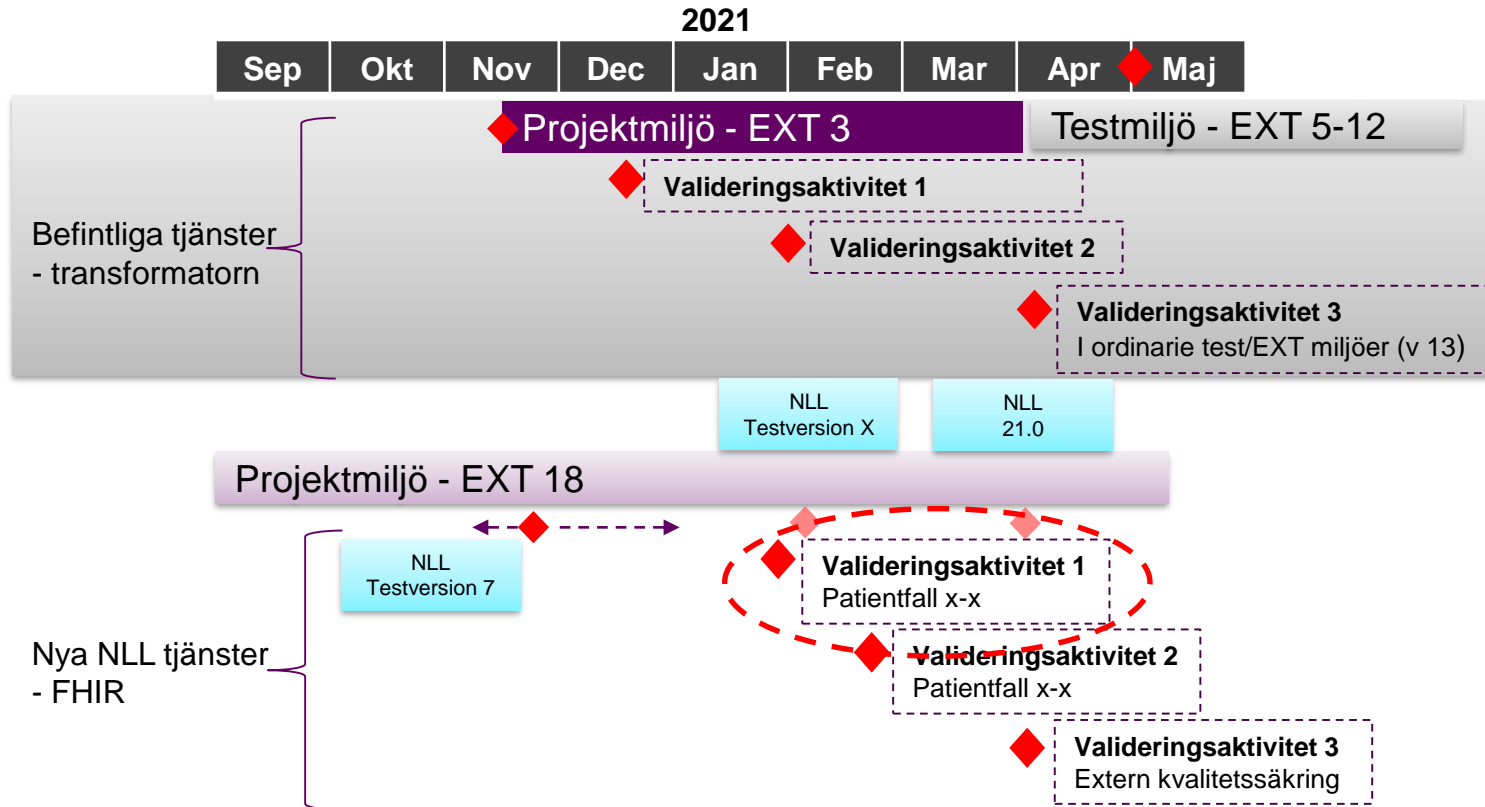 2021
Sep Okt Nov Dec Jan Feb Mar Apr Maj
Projektmiljö - EXT 3
Testmiljö - EXT 5-12
Valideringsaktivitet 1
Befintliga tjänster
- transformatorn
Valideringsaktivitet 2
Valideringsaktivitet 3
I ordinarie test/EXT miljöer (v 13)
NLL
Testversion X
NLL
21.0
Projektmiljö - EXT 18
NLL
Testversion 7
Valideringsaktivitet 1
Patientfall x-x
Nya NLL tjänster
- FHIR
Valideringsaktivitet 2
Patientfall x-x
Valideringsaktivitet 3
Extern kvalitetssäkring